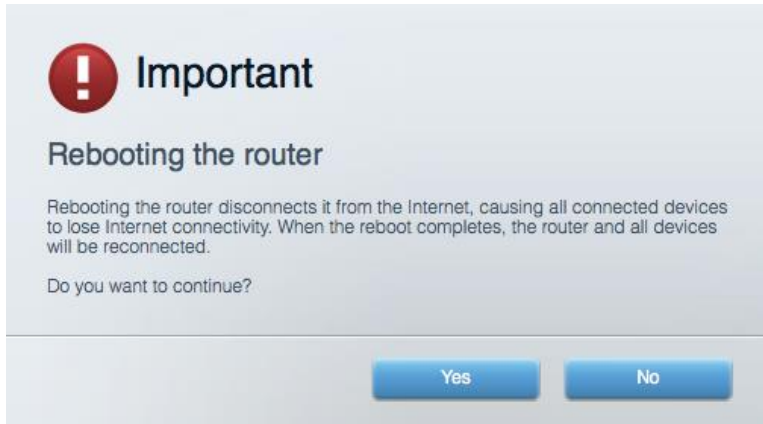 Important
Rebooting the router
Rebooting the router disconnects it from the Internet, causing all connected devices
to lose Internet connectivity. When the reboot completes, the router and all devices
will be reconnected.
Do you want to continue?
Yes
No